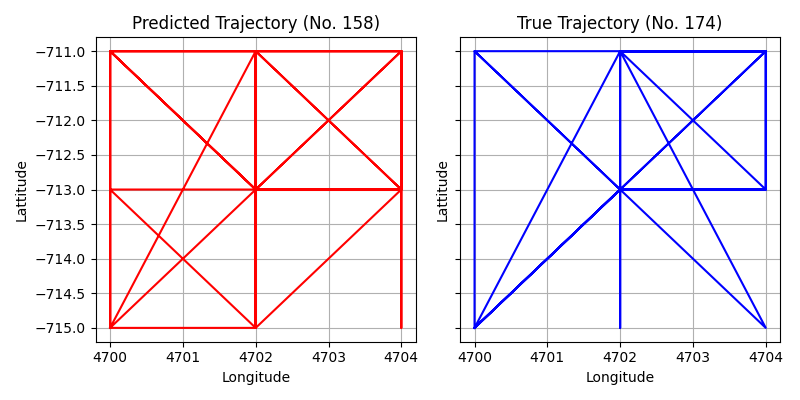 Predicted Trajectory (No. 158)
True Trajectory (No. 174)
Lattitude
−711.0
−711.5
−712.0
−712.5
−713.0
−713.5
−714.0
−714.5
−715.0
4700 4701 4702 4703 4704
Longitude
Lattitude
4700 4701 4702 4703 4704
Longitude